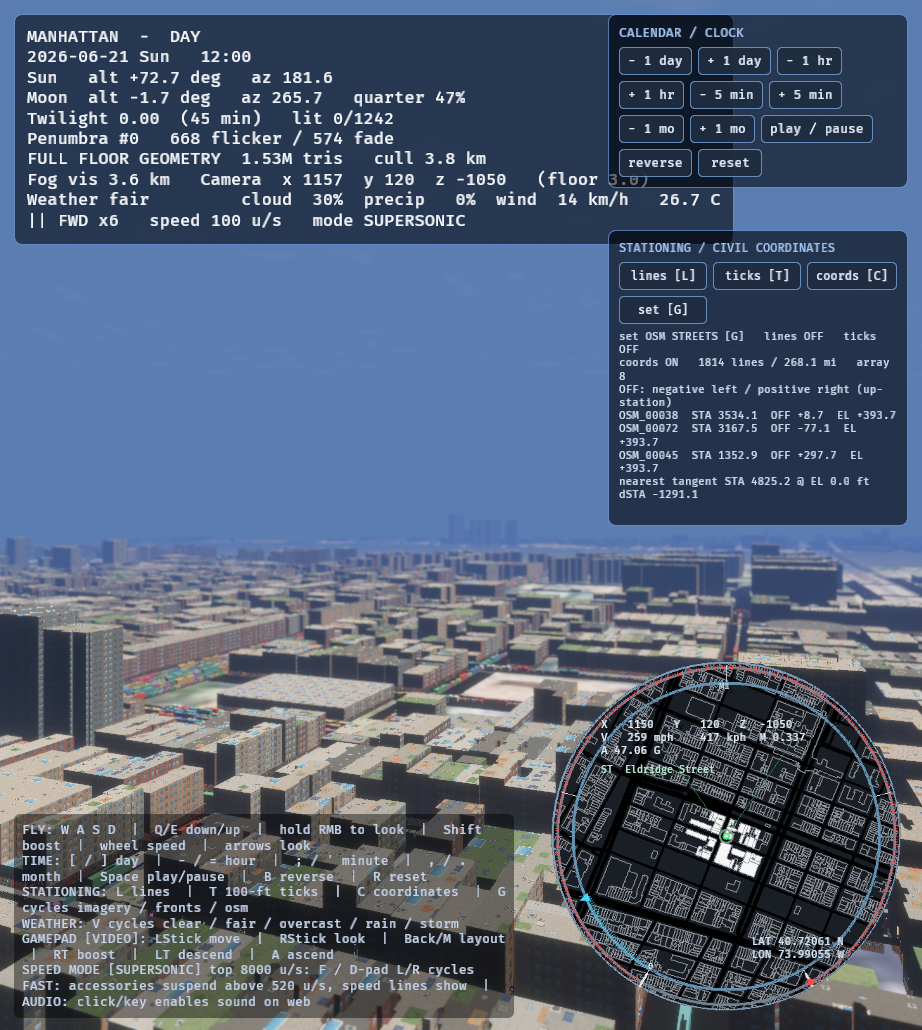 MANHATTAN - DAY
2026-06-21 Sun 12:00
Sun alt +72.7 deg az 181.6
Moon alt -1.7 deg az 265.7 quarter 47%
Twilight 0.00 (45 min) lit 0/1242
Penumbra #0 668 flicker / 574 fade
FULL FLOOR GEOMETRY 1.53M tris cull 3.8 km
Fog vis 3.6 km Camera x 1157 y 120 z -1050 (floor 3.0)
Weather fair cloud 30% precip 0% wind 14 km/h 26.7 C
|| FWD x6 speed 100 u/s mode SUPERSONIC
CALENDAR / CLOCK
- 1 day + 1 day - 1 hr
+ 1 hr - 5 min + 5 min
- 1 mo + 1 mo play / pause
reverse reset
STATIONING / CIVIL COORDINATES
lines [L] ticks [T] coords [C]
set [G]
set OSM STREETS [G] lines OFF ticks
OFF
coords ON 1814 lines / 268.1 mi array
8
OFF: negative left / positive right (up-
station)
OSM_00038 STA 3534.1 OFF +8.7 EL +393.7
OSM_00072 STA 3167.5 OFF -77.1 EL
+393.7
OSM_00045 STA 1352.9 OFF +297.7 EL
+393.7
nearest tangent STA 4825.2 @ EL 0.0 ft
dSTA -1291.1
X 1150 Y 120 Z -1050
V 259 mph 417 kph M 0.337
A 47.06 G
ST Eldridge Street
LAT 40.72061 N
LON 73.99055 W
FLY: W A S D | Q/E down/up | hold RMB to look | Shift
boost | wheel speed | arrows look
TIME: [ / ] day | - / = hour | ; / ' minute | , / .
month | Space play/pause | B reverse | R reset
STATIONING: L lines | T 100-ft ticks | C coordinates | G
cycles imagery / fronts / osm
WEATHER: V cycles clear / fair / overcast / rain / storm
GAMEPAD [VIDEO]: LStick move | RStick look | Back/M layout
| RT boost | LT descend | A ascend
SPEED MODE [SUPERSONIC] top 8000 u/s: F / D-pad L/R cycles
FAST: accessories suspend above 520 u/s, speed lines show |
AUDIO: click/key enables sound on web